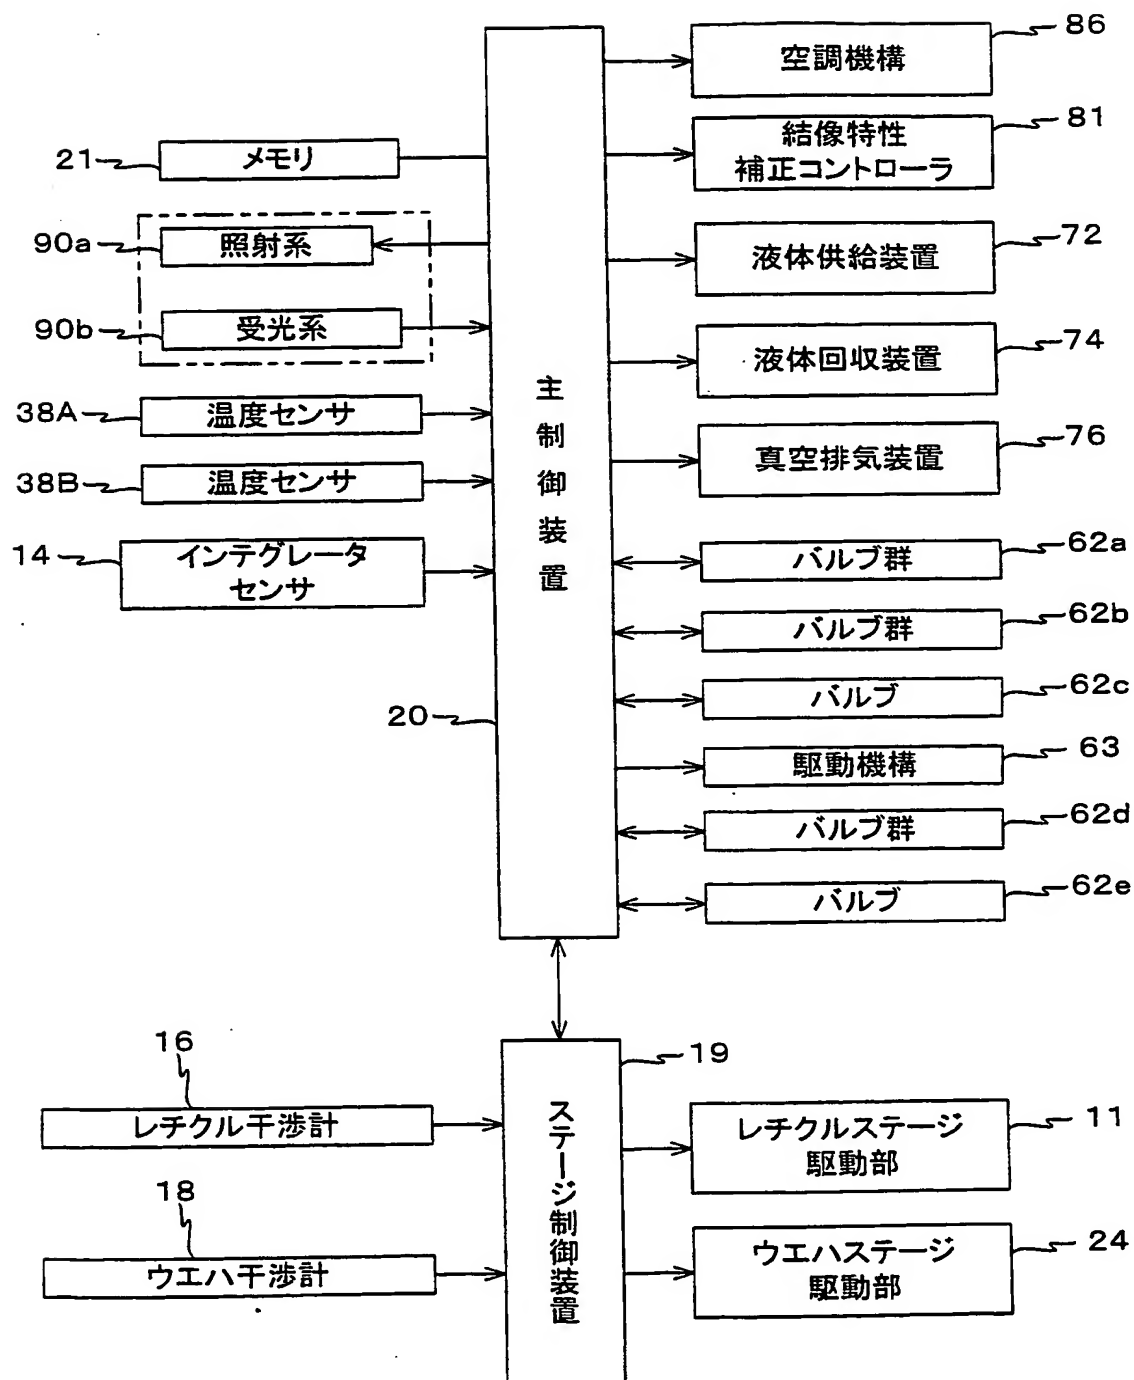 86
空調機構
81
結像特性
補正コントローラ
21
メモリ
90a
照射系
72
液体供給装置
90b
受光系
74
液体回収装置
38A
温度センサ
76
真空排気装置
38B
温度センサ
14
インテグレータ
センサ
主制御装置
20
62a
バルブ群
62b
バルブ群
62c
バルブ
63
駆動機構
62d
バルブ群
62e
バルブ
16
レチクル干渉計
19
ステージ制御装置
レチクルステージ
駆動部
11
18
ウエハ干渉計
ウエハステージ
駆動部
24